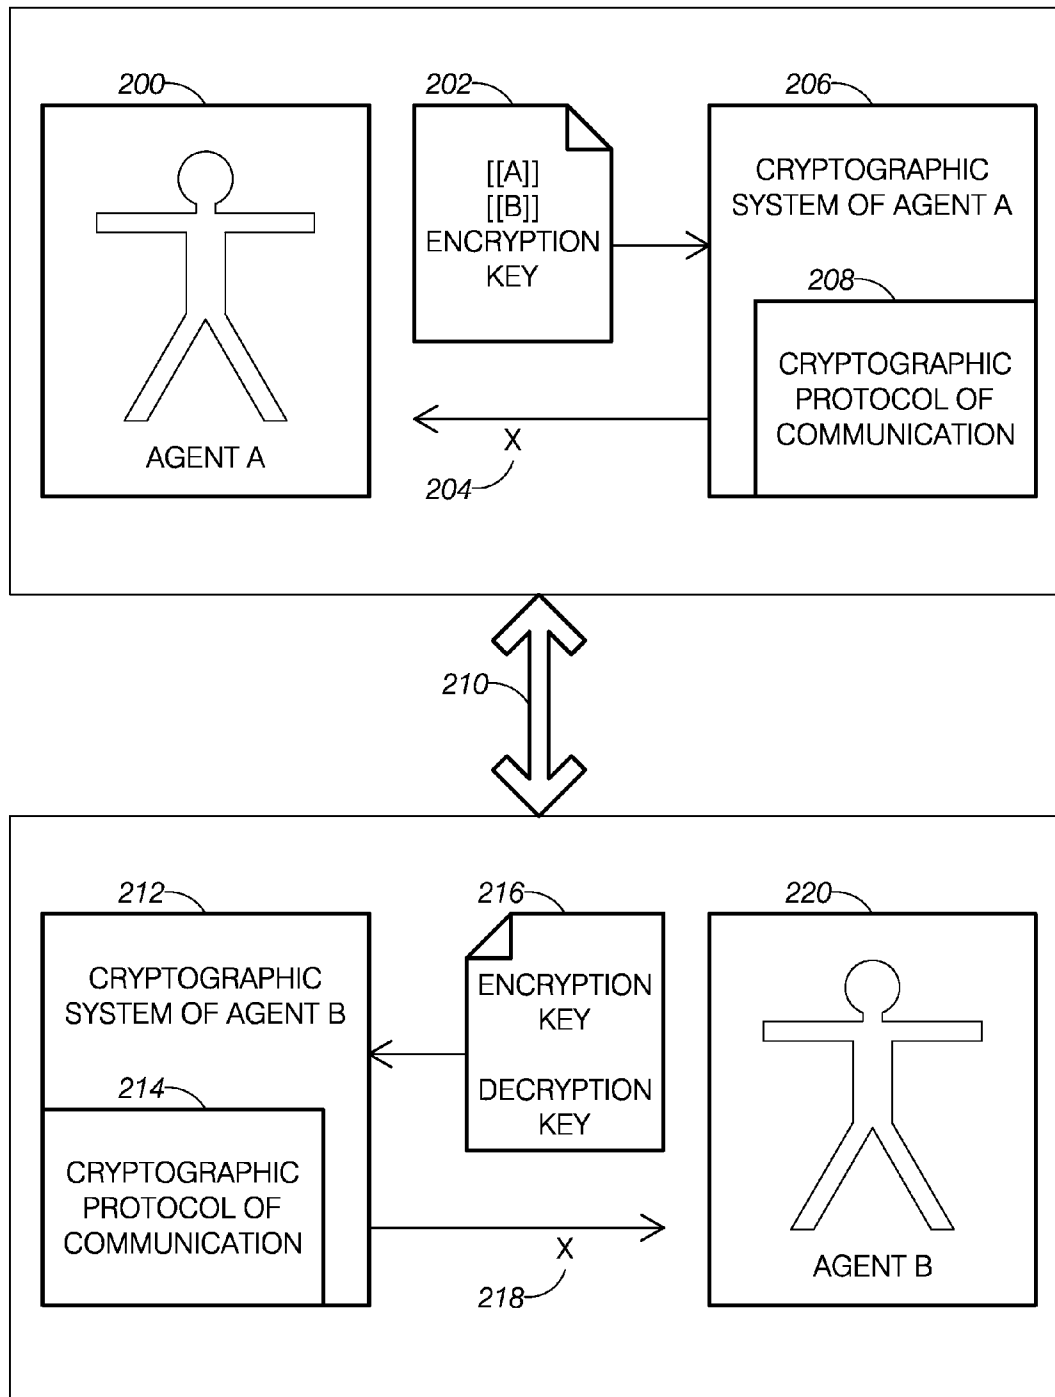 200
202
206
[[A]]
[[B]]
ENCRYPTION
KEY
CRYPTOGRAPHIC
SYSTEM OF AGENT A
208
CRYPTOGRAPHIC
PROTOCOL OF
COMMUNICATION
AGENT A
X
204
210
212
216
220
CRYPTOGRAPHIC
SYSTEM OF AGENT B
ENCRYPTION
KEY
DECRYPTION
KEY
214
CRYPTOGRAPHIC
PROTOCOL OF
COMMUNICATION
X
218
AGENT B